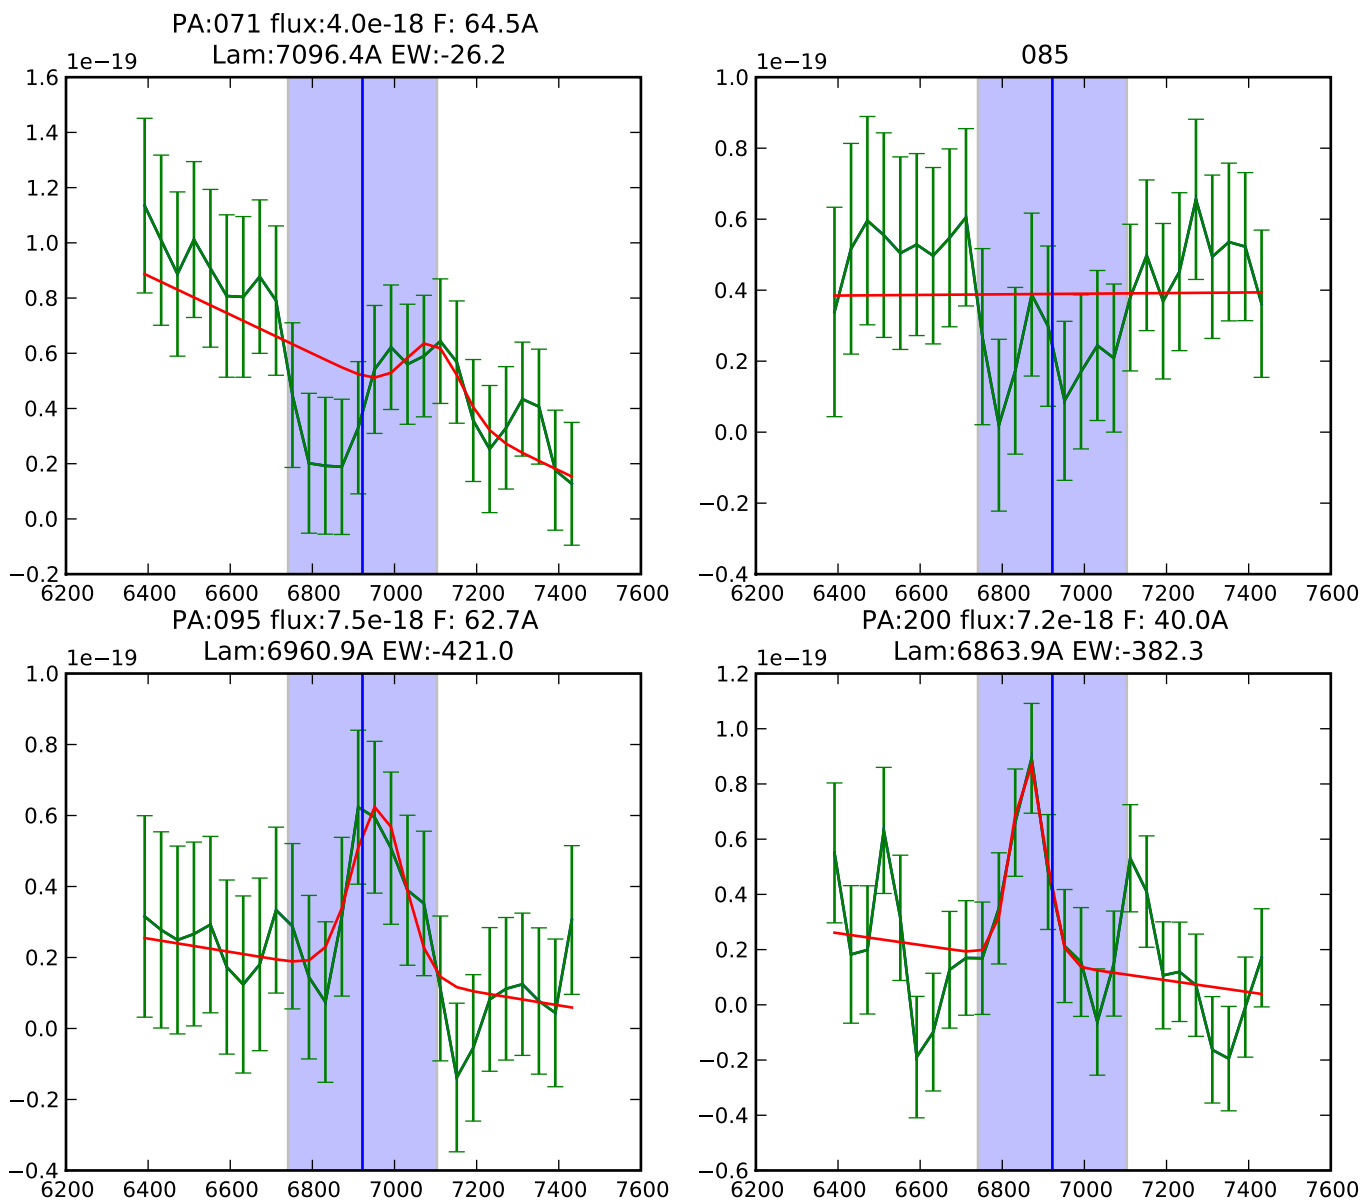 PA:071 flux:4.0e-18 F: 64.5A
Lam:7096.4A EW:-26.2
1e−19
1.6
1.4
1.2
1.0
0.8
0.6
0.4
0.2
0.0
−0.2
6200 6400 6600 6800 7000 7200 7400 7600
085
1e−19
1.0
0.8
0.6
0.4
0.2
0.0
−0.2
−0.4
6200 6400 6600 6800 7000 7200 7400 7600
PA:095 flux:7.5e-18 F: 62.7A
Lam:6960.9A EW:-421.0
1e−19
1.0
0.8
0.6
0.4
0.2
0.0
−0.2
−0.4
6200 6400 6600 6800 7000 7200 7400 7600
PA:200 flux:7.2e-18 F: 40.0A
Lam:6863.9A EW:-382.3
1e−19
1.2
1.0
0.8
0.6
0.4
0.2
0.0
−0.2
−0.4
−0.6
6200 6400 6600 6800 7000 7200 7400 7600